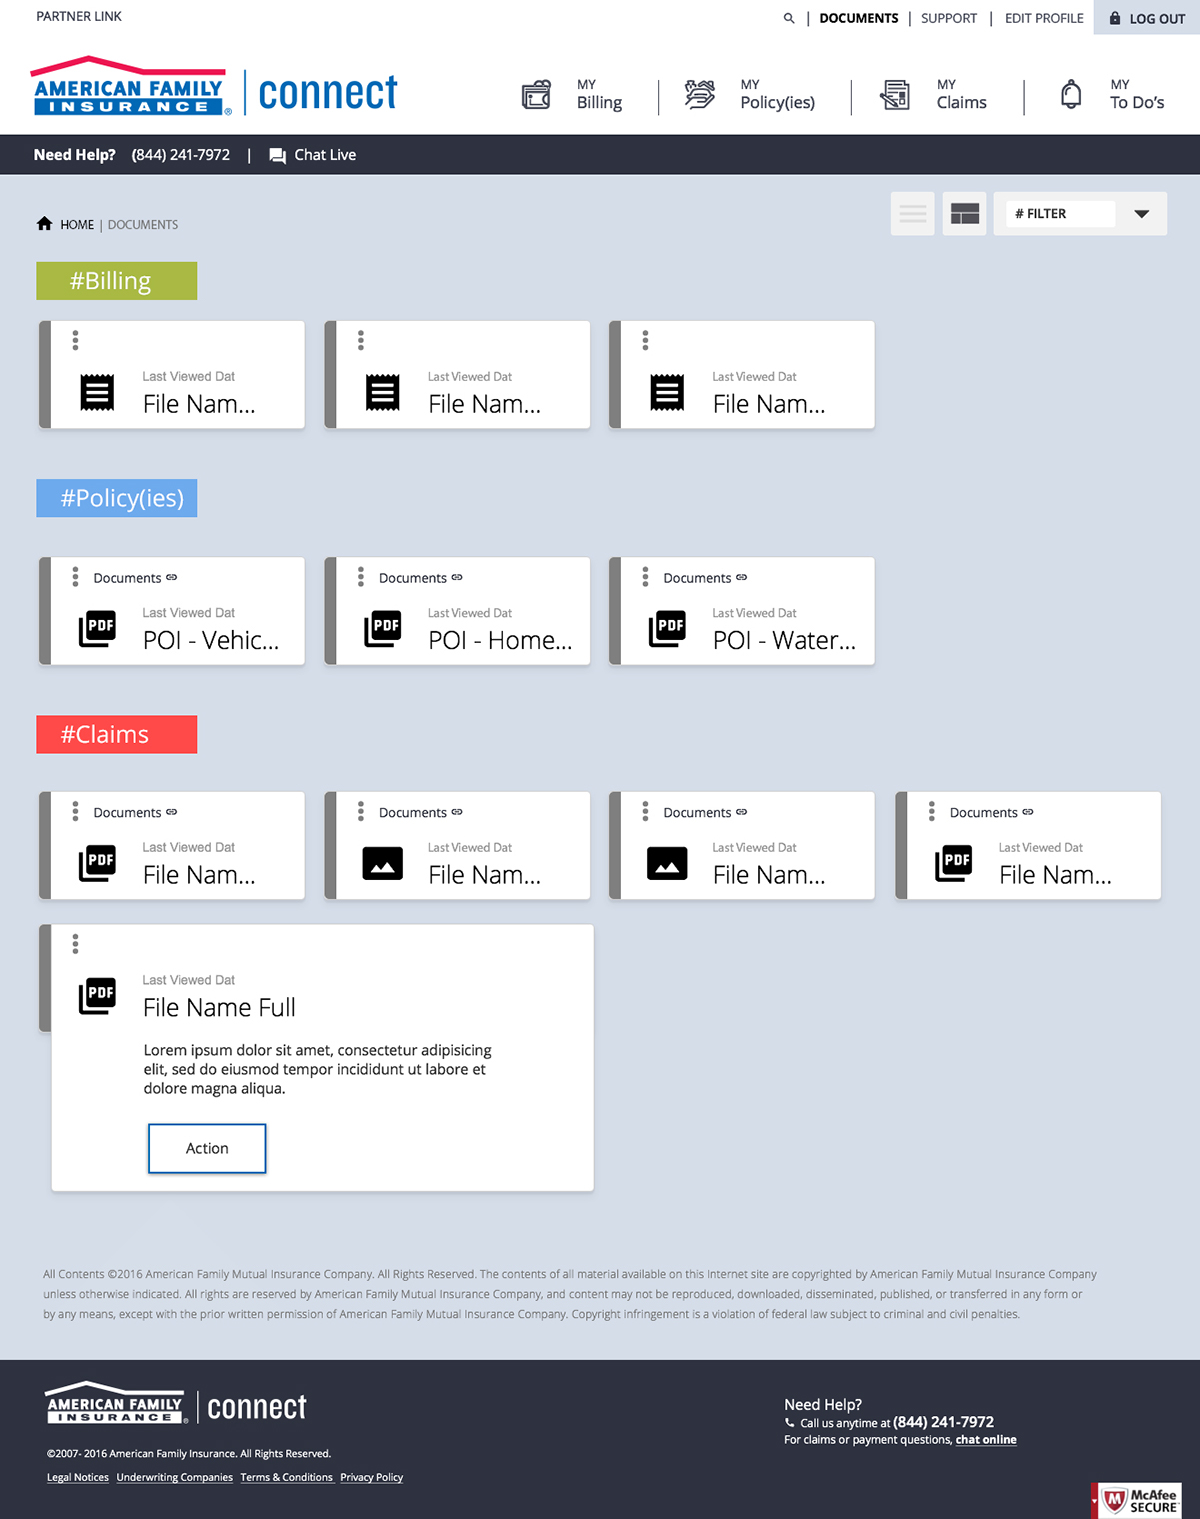 PARTNER LINK
| DOCUMENTS | SUPPORT | EDIT PROFILE LOG OUT
AMERICAN FAMILY
INSURANCE ®
connect
MY
Billing
MY
Policy(ies)
MY
Claims
MY
To Do's
Need Help? (844) 241-7972 | Chat Live
HOME | DOCUMENTS
# FILTER
#Billing
Last Viewed Dat
File Nam...
Last Viewed Dat
File Nam...
Last Viewed Dat
File Nam...
#Policy(ies)
Documents
PDF
Last Viewed Dat
POI - Vehic...
Documents
PDF
Last Viewed Dat
POI - Home...
Documents
PDF
Last Viewed Dat
POI - Water...
#Claims
Documents
PDF
Last Viewed Dat
File Nam...
Documents
Last Viewed Dat
File Nam...
Documents
Last Viewed Dat
File Nam...
Documents
PDF
Last Viewed Dat
File Nam...
PDF
Last Viewed Dat
File Name Full
Lorem ipsum dolor sit amet, consectetur adipisicing
elit, sed do eiusmod tempor incididunt ut labore et
dolore magna aliqua.
Action
All Contents ©2016 American Family Mutual Insurance Company. All Rights Reserved. The contents of all material available on this Internet site are copyrighted by American Family Mutual Insurance Company
unless otherwise indicated. All rights are reserved by American Family Mutual Insurance Company, and content may not be reproduced, downloaded, disseminated, published, or transferred in any form or
by any means, except with the prior written permission of American Family Mutual Insurance Company. Copyright infringement is a violation of federal law subject to criminal and civil penalties.
AMERICAN FAMILY
INSURANCE ®
connect
©2007- 2016 American Family Insurance. All Rights Reserved.
Legal Notices Underwriting Companies Terms & Conditions Privacy Policy
Need Help?
Call us anytime at (844) 241-7972
For claims or payment questions, chat online
McAfee
SECURE